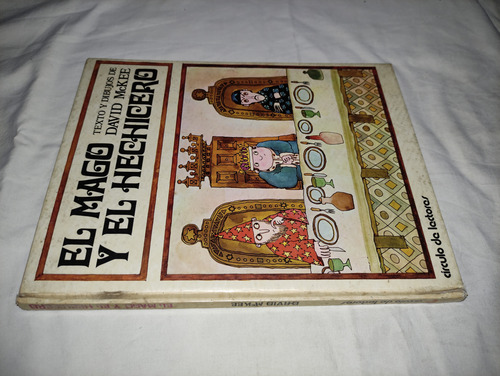 TEXTO Y DIBUJOS DE
DAVID McKEE
EL MAGO
Y EL HECHICERO
círculo de lectores
DAVID McKEE